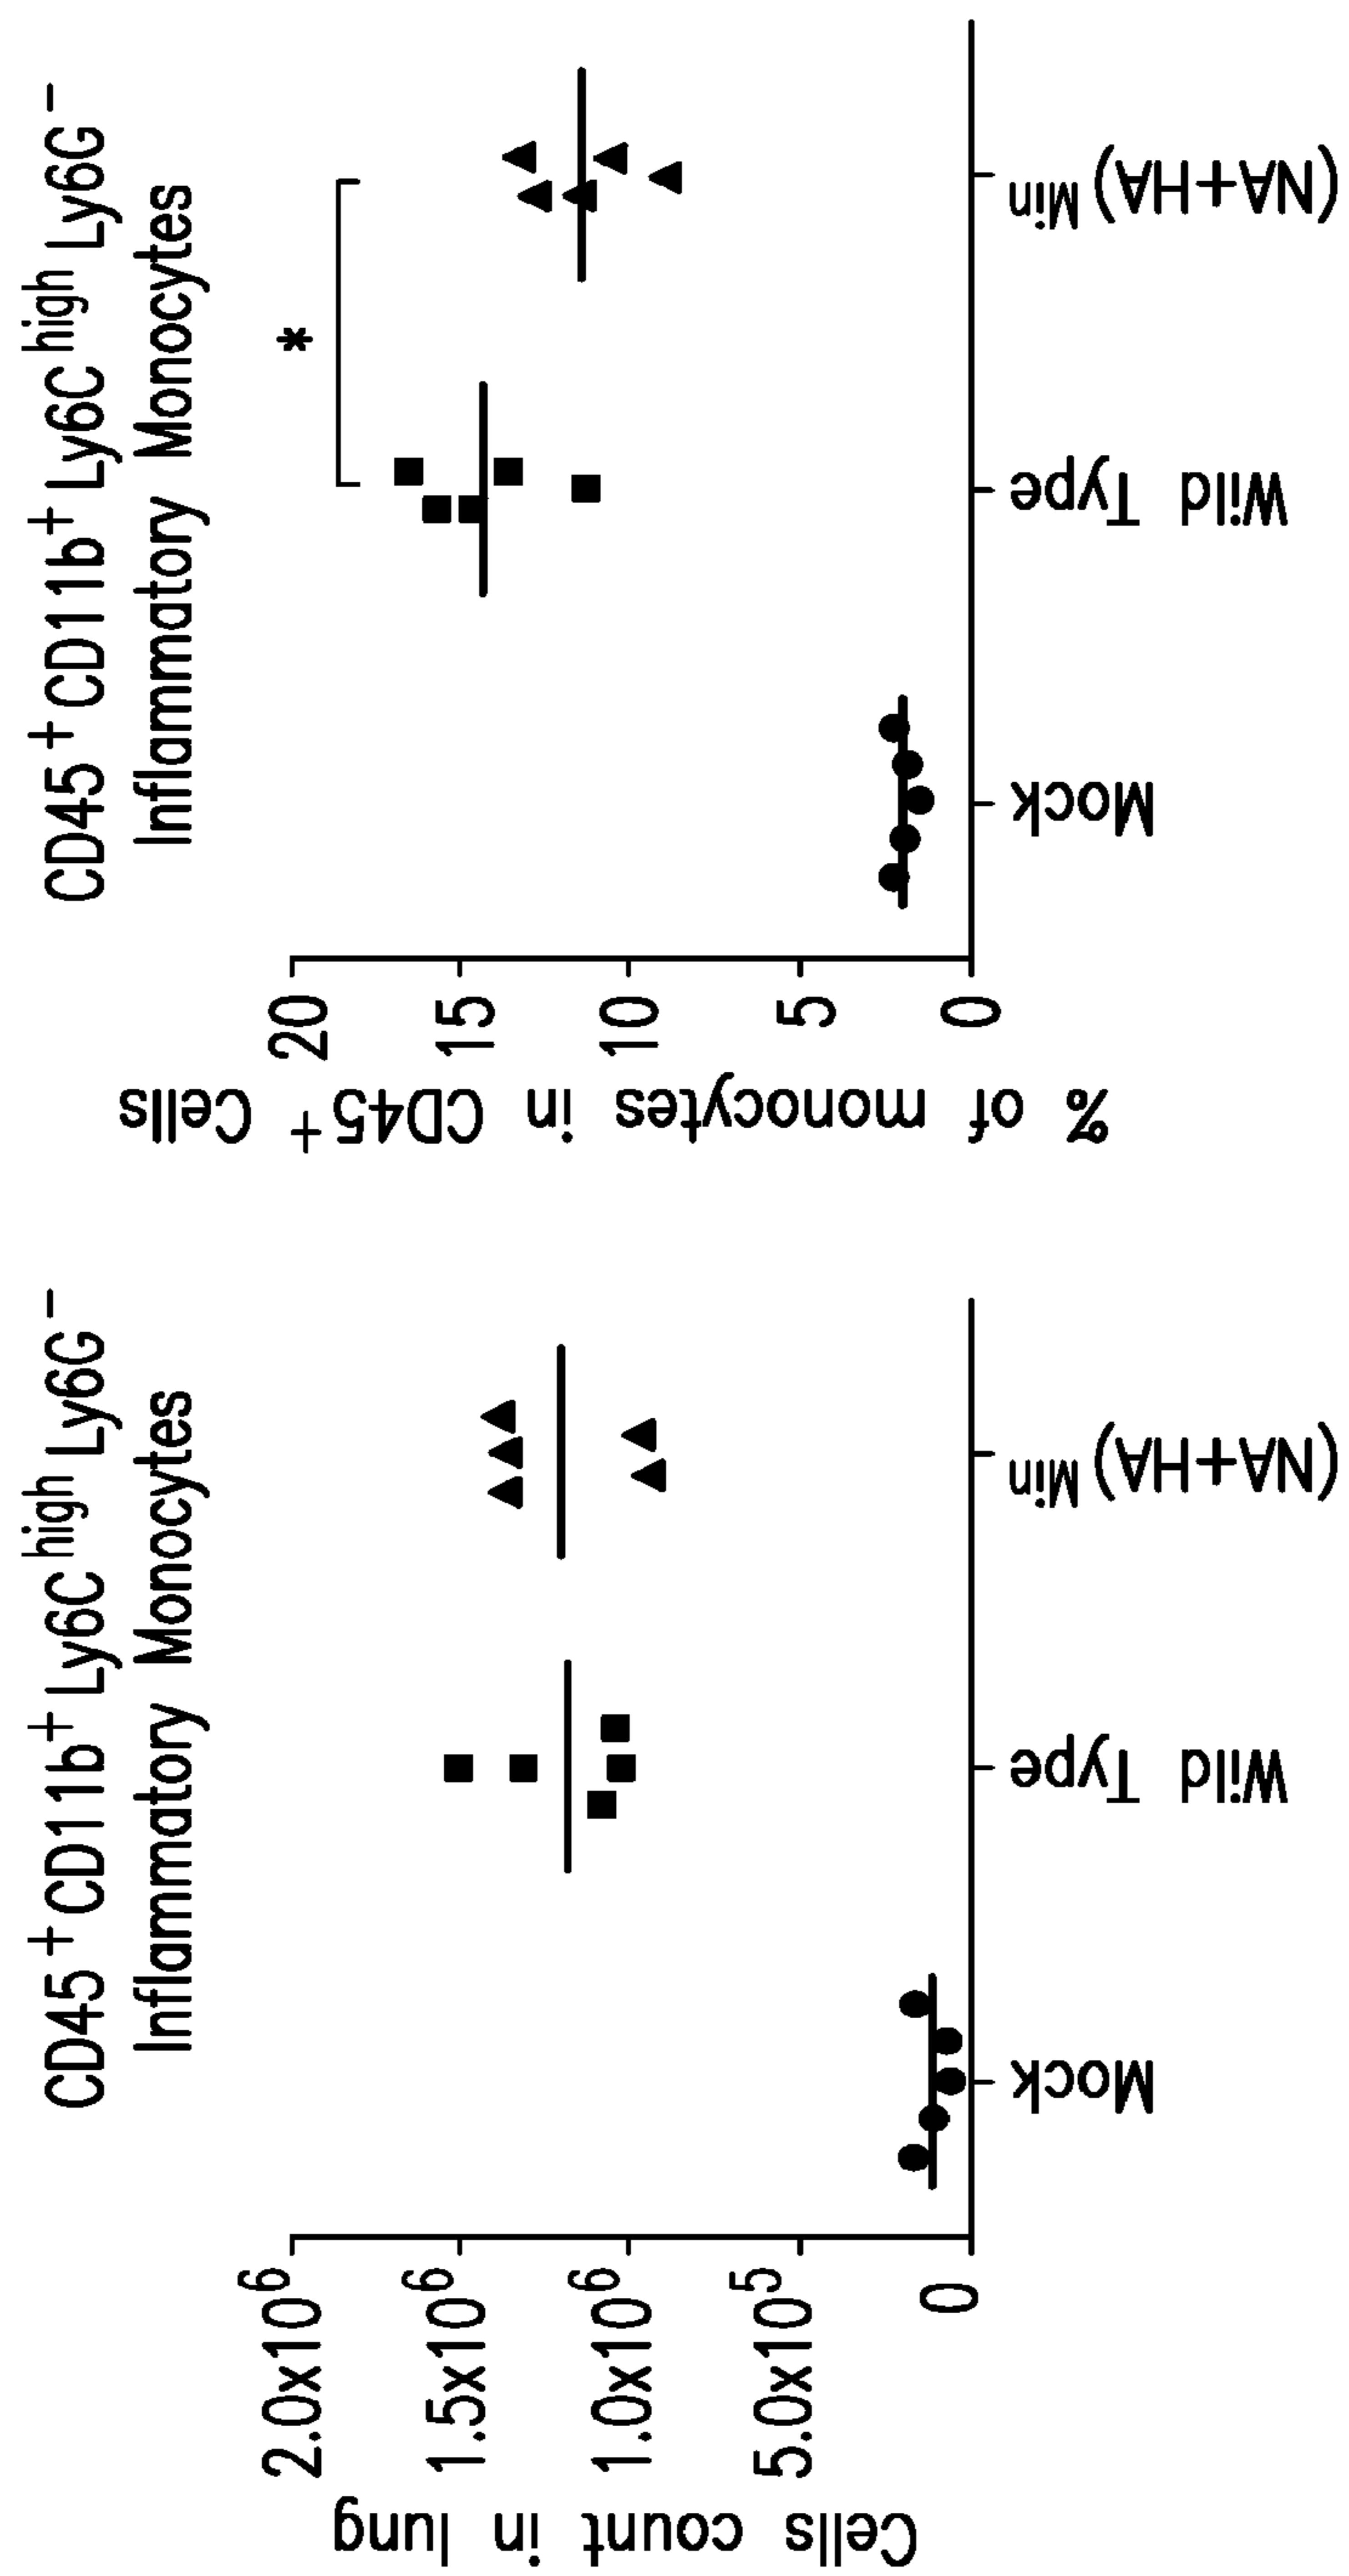 CD45⁺CD11b⁺Ly6C^high Ly6G⁻
Inflammatory Monocytes
Cells count in lung
2.0x10⁶
1.5x10⁶
1.0x10⁶
5.0x10⁵
0
Mock
Wild Type
(NA+HA) Min
CD45⁺CD11b⁺Ly6C^high Ly6G⁻
Inflammatory Monocytes
% of monocytes in CD45⁺ Cells
20
15
10
5
0
*
Mock
Wild Type
(NA+HA) Min